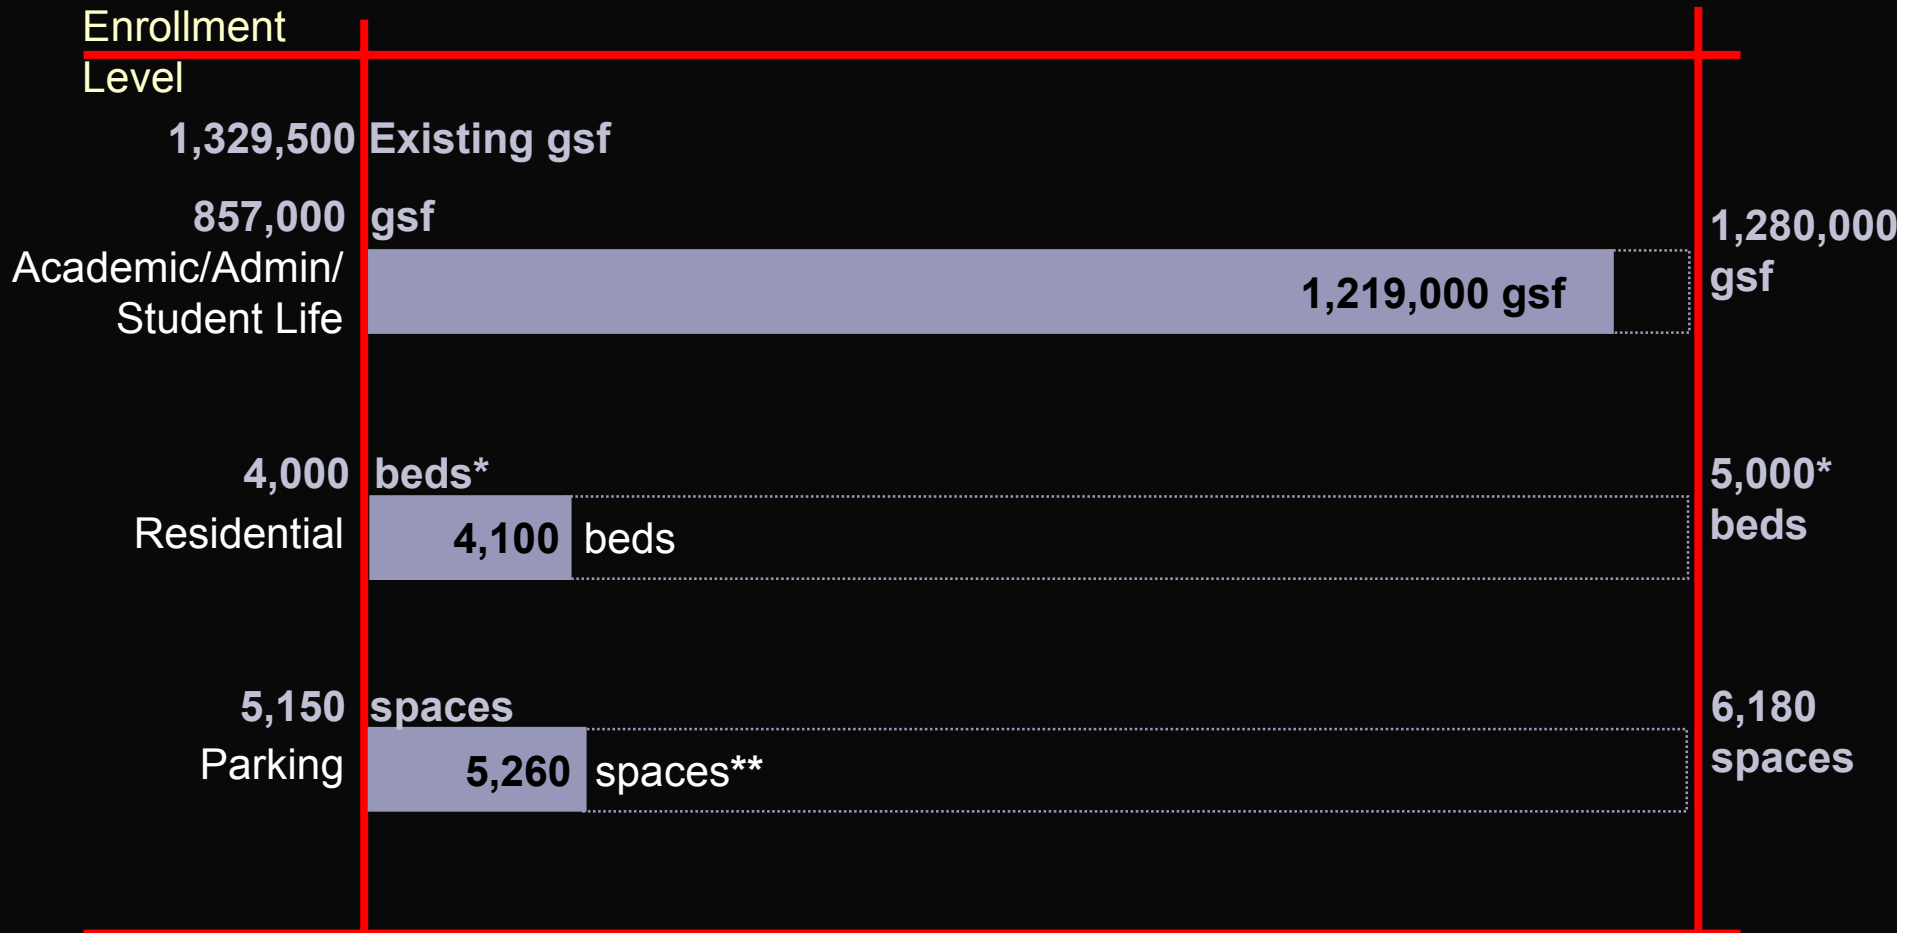 Enrollment
Level
1,329,500 Existing gsf
857,000 gsf
1,280,000
gsf
Academic/Admin/
Student Life
1,219,000 gsf
4,000 beds*
5,000*
beds
Residential
4,100 beds
5,150 spaces
6,180
spaces
Parking
5,260 spaces**